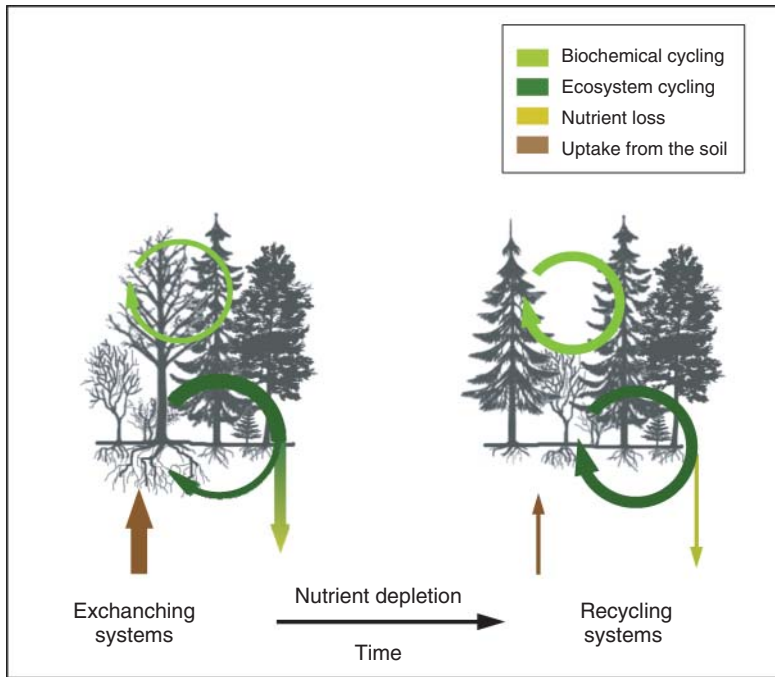 Biochemical cycling
Ecosystem cycling
Nutrient loss
Uptake from the soil
Exchanching
systems
Nutrient depletion
Time
Recycling
systems